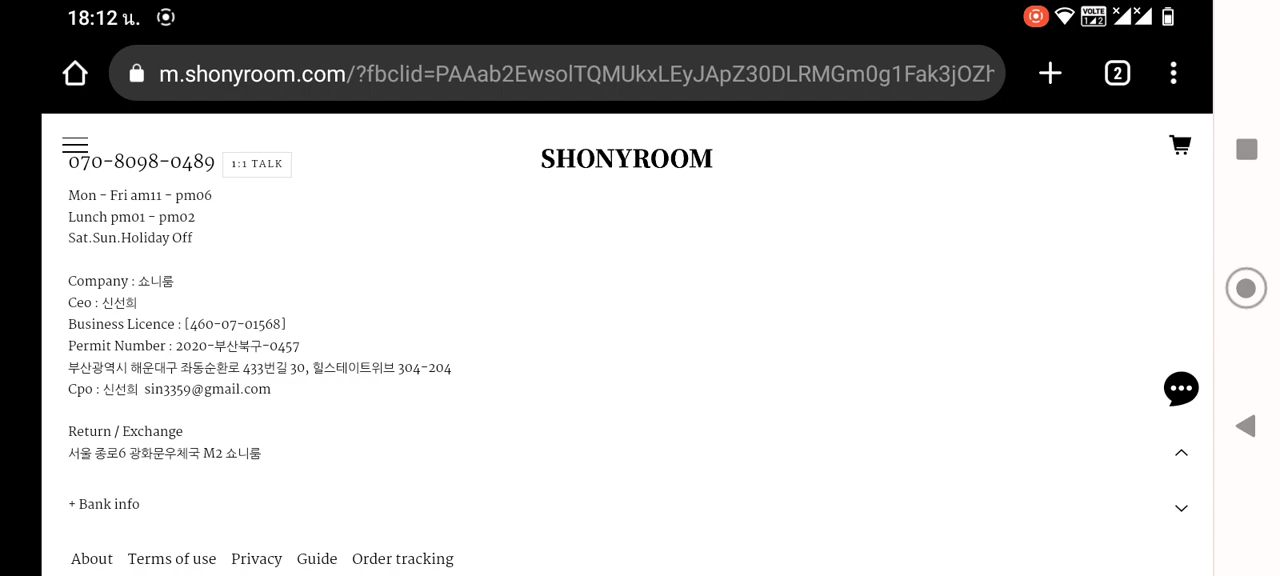 18:12 น.
VOLTE
1 2
m.shonyroom.com/?fbclid=PAAab2EwsolTQMUkxLEyJApZ30DLRMGm0g1Fak3jOZh
2
070-8098-0489 1:1 TALK
SHONYROOM
Mon - Fri am11 - pm06
Lunch pm01 - pm02
Sat.Sun.Holiday Off
Company : 쇼니룸
Ceo : 신선희
Business Licence : [460-07-01568]
Permit Number : 2020-부산북구-0457
부산광역시 해운대구 좌동순환로 433번길 30, 힐스테이트위브 304-204
Cpo : 신선희 sin3359@gmail.com
Return / Exchange
서울 종로6 광화문우체국 M2 쇼니룸
+ Bank info
About Terms of use Privacy Guide Order tracking